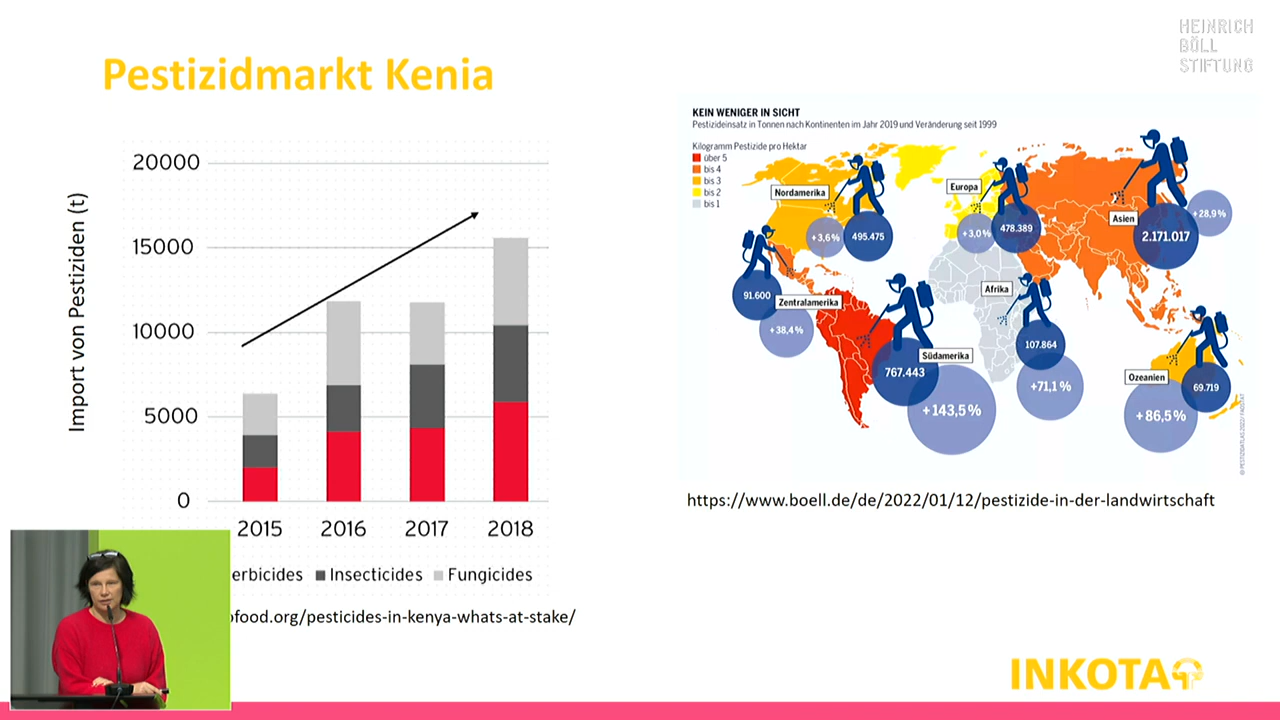 HEINRICH
BÖLL
STIFTUNG
Pestizidmarkt Kenia
Import von Pestiziden (t)
20000
15000
10000
5000
0
2015 2016 2017 2018
erbicides Insecticides Fungicides
ofood.org/pesticides-in-kenya-whats-at-stake/
KEIN WENIGER IN SICHT
Pestizideinsatz in Tonnen nach Kontinenten im Jahr 2019 und Veränderung seit 1999
Kilogramm Pestizide pro Hektar
über 5
bis 4
bis 3
bis 2
bis 1
Nordamerika
+3,6%
495.475
Europa
+3,0%
478.389
Asien
2.171.017
+28,9%
91.600
Zentralamerika
+38,4%
Afrika
107.864
+71,1%
Südamerika
767.443
+143,5%
Ozeanien
69.719
+86,5%
© PESTIZIDATLAS 2022/ FAOSTAT
https://www.boell.de/de/2022/01/12/pestizide-in-der-landwirtschaft
INKOTA